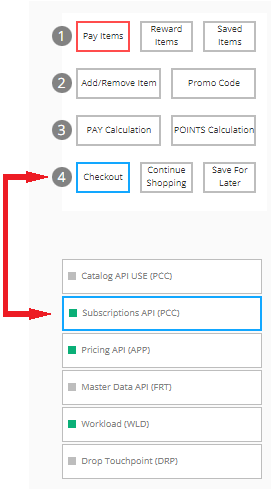 1 Pay Items Reward Items Saved Items
2 Add/Remove Item Promo Code
3 PAY Calculation POINTS Calculation
4 Checkout Continue Shopping Save For Later
Catalog API USE (PCC)
Subscriptions API (PCC)
Pricing API (APP)
Master Data API (FRT)
Workload (WLD)
Drop Touchpoint (DRP)